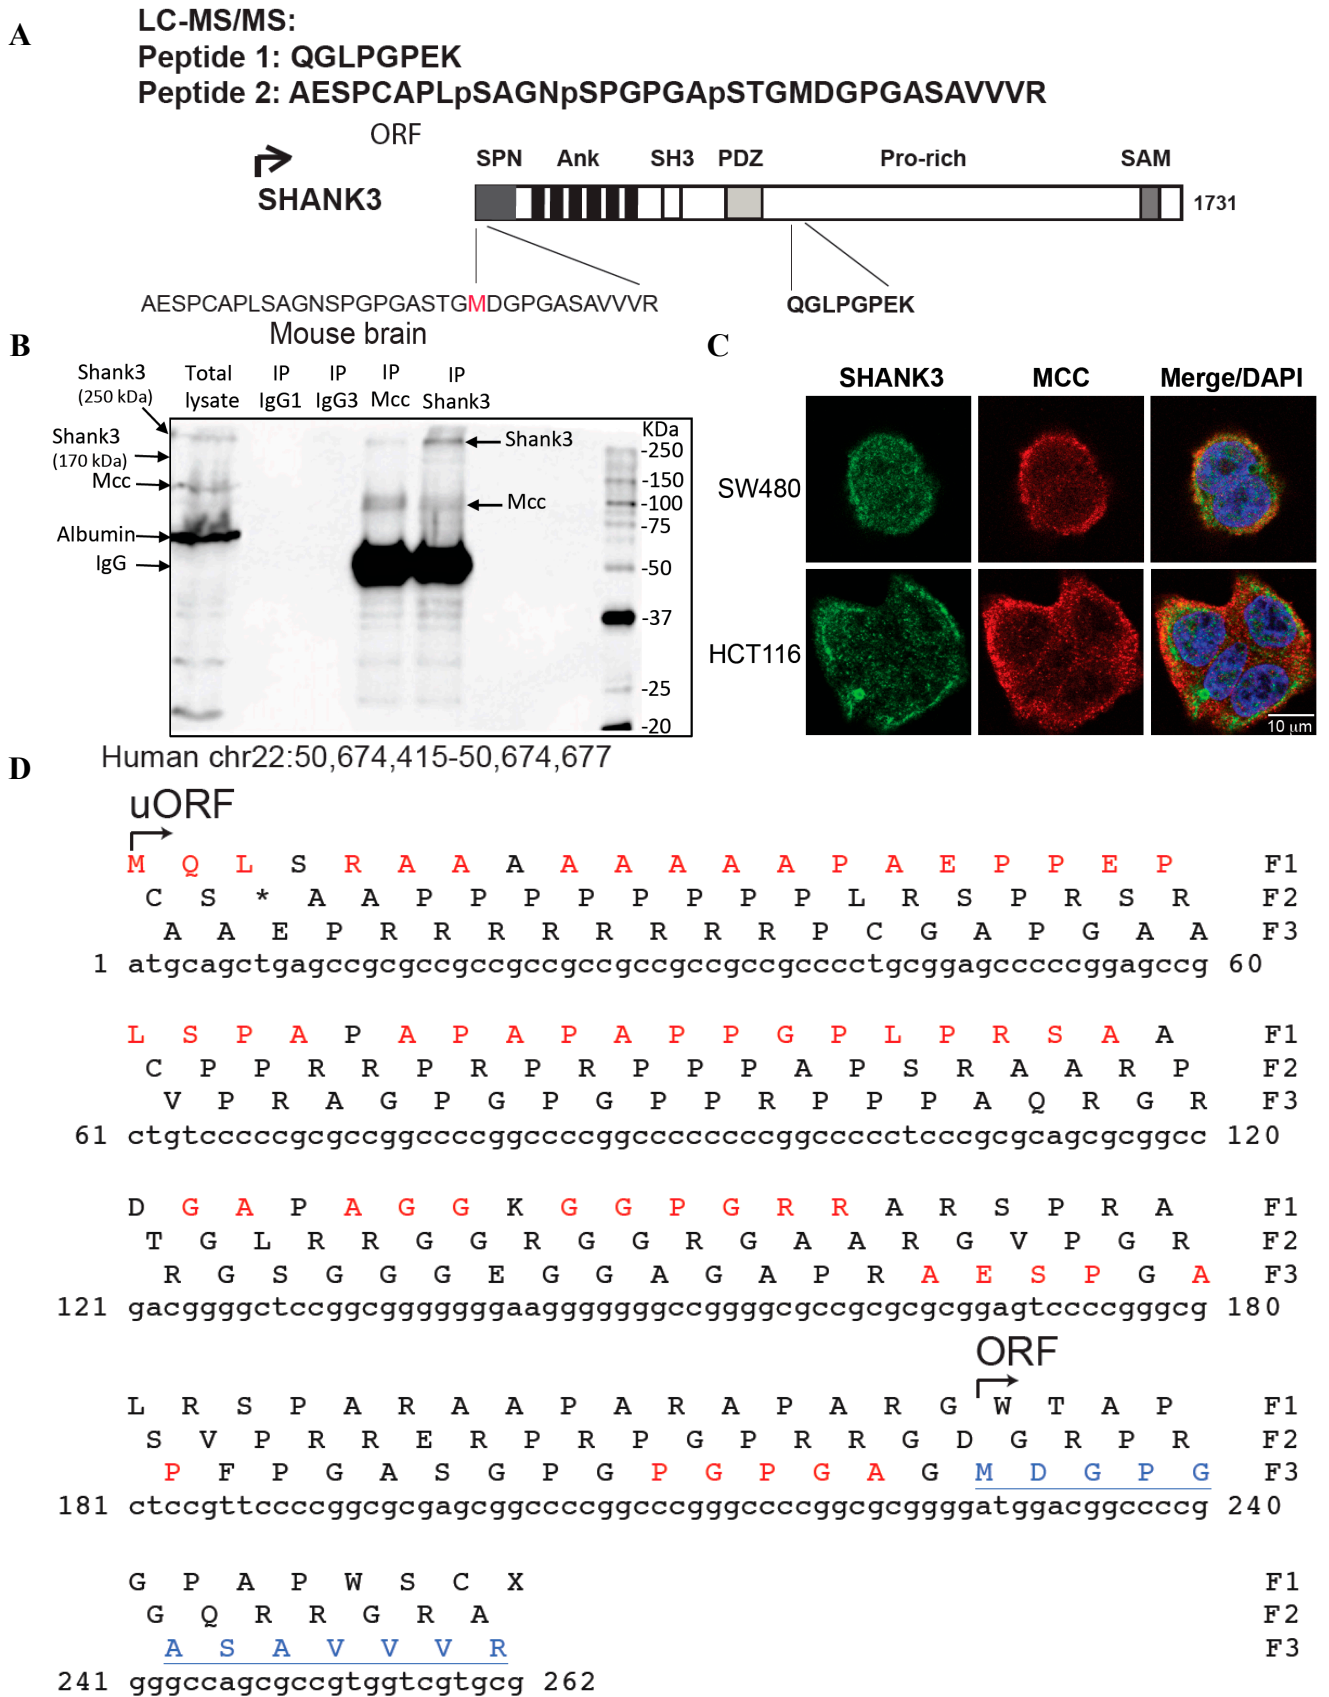 A
LC-MS/MS:
Peptide 1: QGLPGPEK
Peptide 2: AESPCAPLpSAGNpSPGPGApSTGMDGPGASAVVVR
ORF
SPN Ank SH3 PDZ Pro-rich SAM
SHANK3
1731
AESPCAPLSAGNSPGPGASTGMDGPGASAVVVR
QGLPGPEK
B
Mouse brain
Shank3
(250 kDa)
Total
lysate
IP
IgG1
IP
IgG3
IP
Mcc
IP
Shank3
Shank3
(170 kDa)
Mcc
Albumin
IgG
Shank3
Mcc
KDa
-250
-150
-100
-75
-50
-37
-25
-20
C
SHANK3 MCC Merge/DAPI
SW480
HCT116
10 µm
D
Human chr22:50,674,415-50,674,677
uORF
M Q L S R A A A A A A A A P A E P P E P F1
C S * A A P P P P P P P P L R S P R S R F2
A A E P R R R R R R R R P C G A P G A A F3
1 atgcagctgagccgcgccgccgccgccgccgccgccgcccctgcggagcccccggagccg 60
L S P A P A P A P A P P G P L P R S A A F1
C P P R R P R P R P P P A P S R A A R P F2
V P R A G P G P G P P R P P P A Q R G R F3
61 ctgtcccccgcgccggccccggccccggccccccccggccccctcccgcgcagcgcggcc 120
D G A P A G G K G G P G R R A R S P R A F1
T G L R R G G R G G R G A A R G V P G R F2
R G S G G G E G G A G A P R A E S P G A F3
121 gacggggctccggcgggggggaagggggggccggggcgccgcgcgcggagtccccgggcg 180
ORF
L R S P A R A A P A R A P A R G W T A P F1
S V P R R E R P R P G P R R G D G R P R F2
P F P G A S G P G P G P G A G M D G P G F3
181 ctccgttccccggcgcgagcggccccggcccgggccccggcgcggggatggacggccccg 240
G P A P W S C X F1
G Q R R G R A F2
A S A V V V R F3
241 gggccagcgccgtggtcgtgcg 262